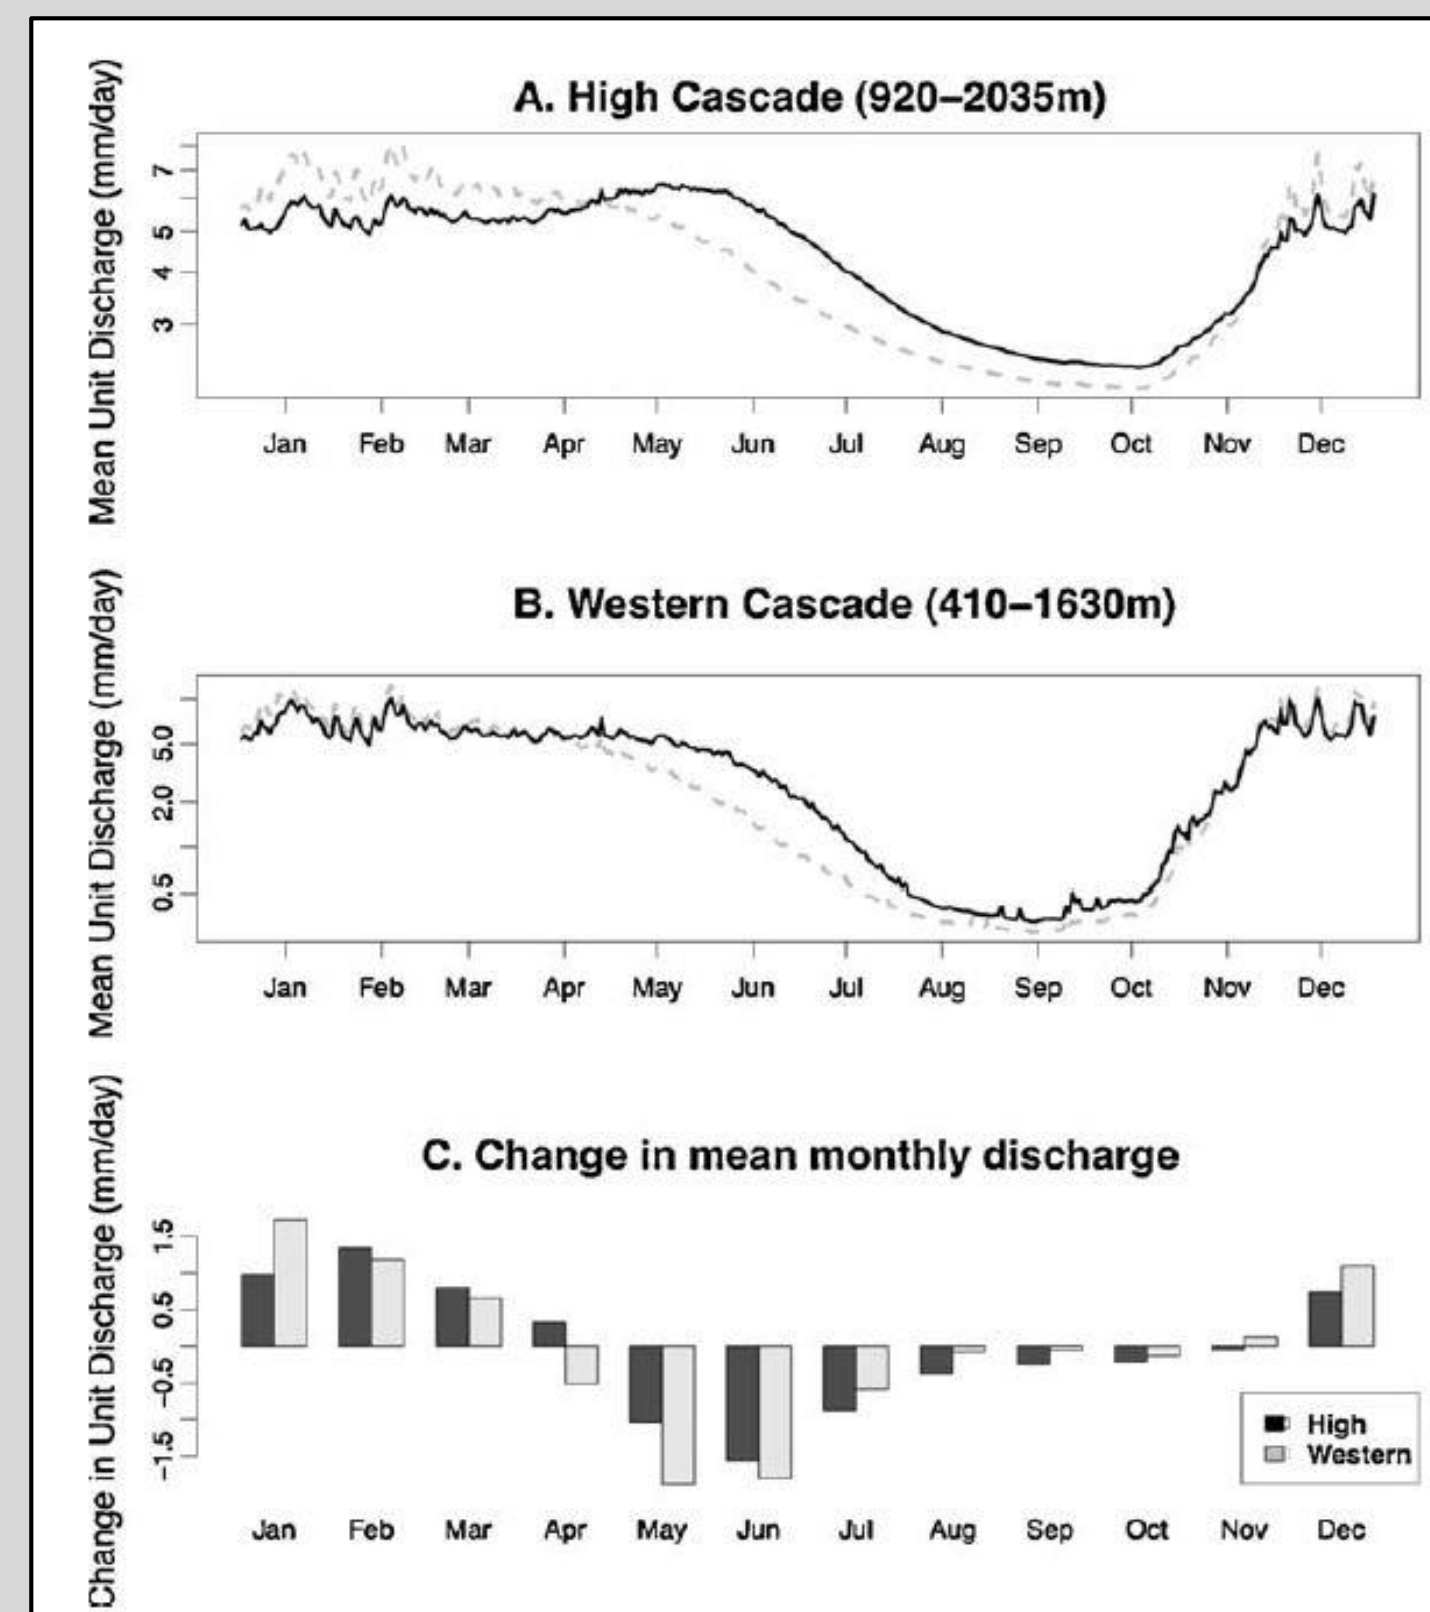 A. High Cascade (920–2035m)
Mean Unit Discharge (mm/day)
7
5
4
3
Jan Feb Mar Apr May Jun Jul Aug Sep Oct Nov Dec
B. Western Cascade (410–1630m)
Mean Unit Discharge (mm/day)
5.0
2.0
0.5
Jan Feb Mar Apr May Jun Jul Aug Sep Oct Nov Dec
C. Change in mean monthly discharge
Change in Unit Discharge (mm/day)
1.5
0.5
-0.5
-1.5
High
Western
Jan Feb Mar Apr May Jun Jul Aug Sep Oct Nov Dec